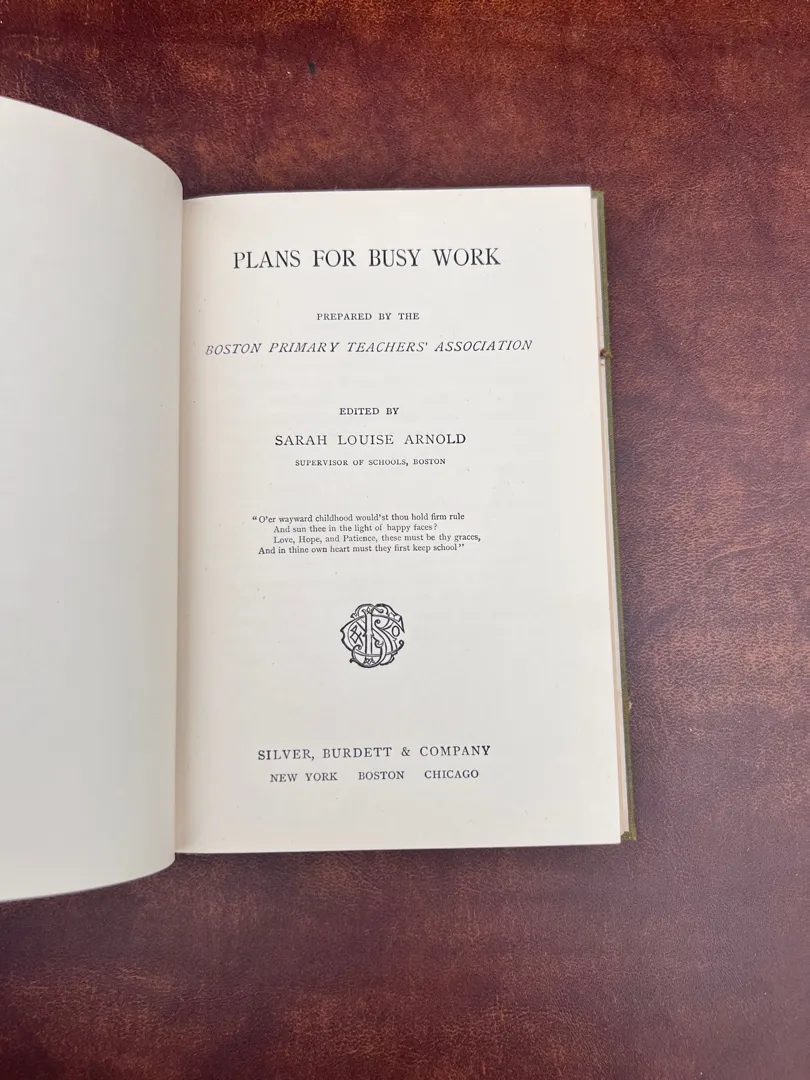 PLANS FOR BUSY WORK
PREPARED BY THE
BOSTON PRIMARY TEACHERS' ASSOCIATION
EDITED BY
SARAH LOUISE ARNOLD
SUPERVISOR OF SCHOOLS, BOSTON
"O'er wayward childhood would'st thou hold firm rule
And sun thee in the light of happy faces?
Love, Hope, and Patience, these must be thy graces,
And in thine own heart must they first keep school"
SILVER, BURDETT & COMPANY
NEW YORK BOSTON CHICAGO